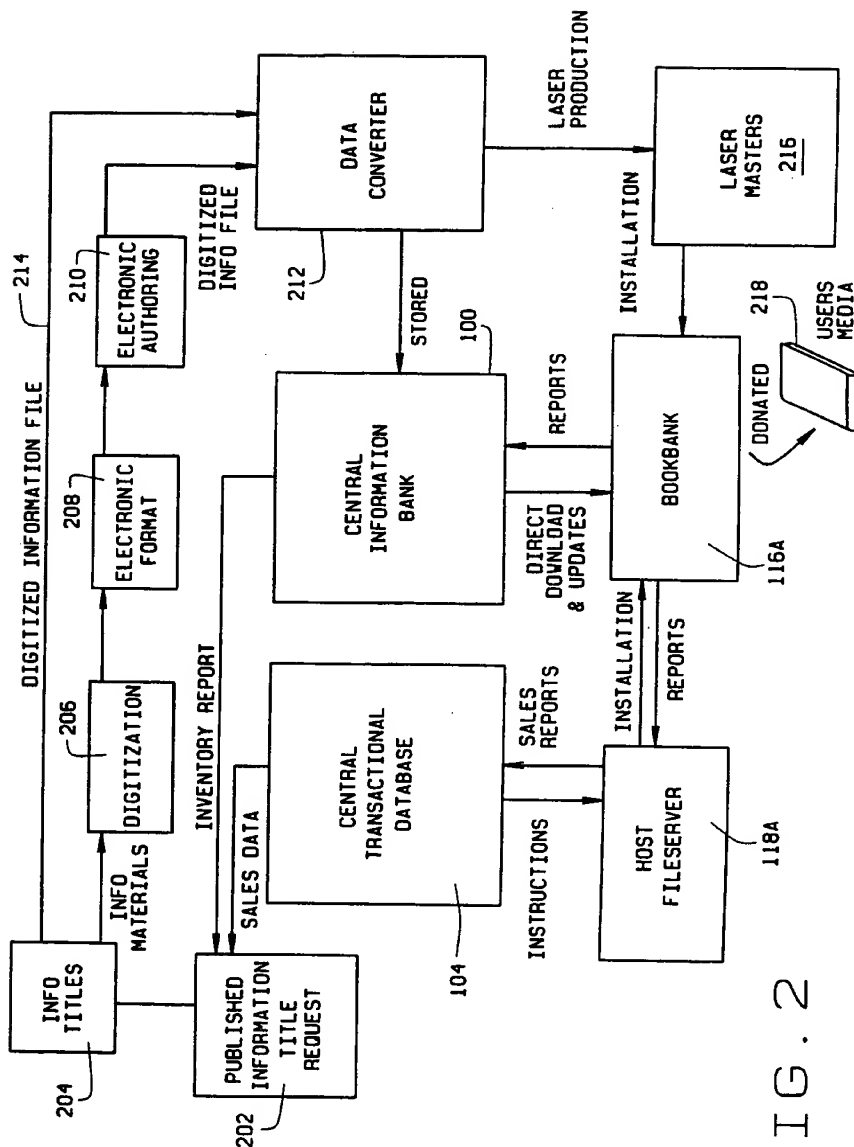 DIGITIZED INFORMATION FILE
214
INFO
TITLES
204
INFO
MATERIALS
206
DIGITIZATION
208
ELECTRONIC
FORMAT
210
ELECTRONIC
AUTHORING
DIGITIZED
INFO FILE
PUBLISHED
INFORMATION
TITLE
REQUEST
202
INVENTORY REPORT
SALES DATA
CENTRAL
TRANSACTIONAL
DATABASE
104
CENTRAL
INFORMATION
BANK
100
STORED
DATA
CONVERTER
212
INSTRUCTIONS
SALES
REPORTS
DIRECT
DOWNLOAD
& UPDATES
REPORTS
LASER
PRODUCTION
HOST
FILESERVER
118A
INSTALLATION
REPORTS
BOOKBANK
116A
INSTALLATION
LASER
MASTERS
216
DONATED
218
USERS
MEDIA
IG.2